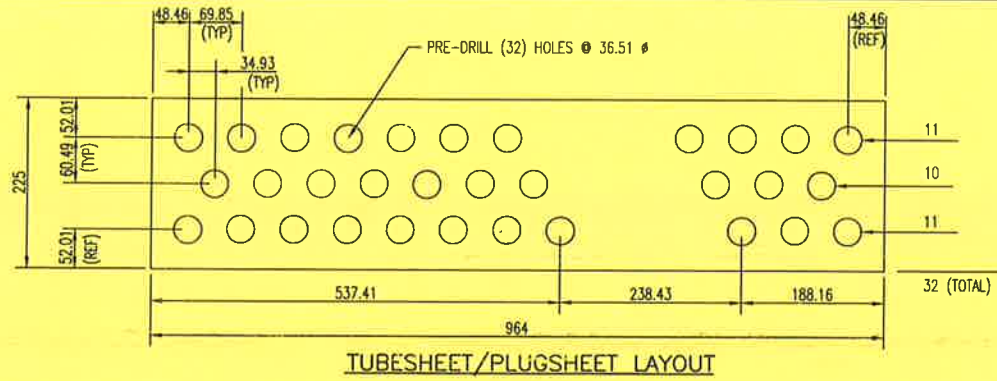 48.46
69.85
(TYP)
48.46
(REF)
PRE-DRILL (32) HOLES @ 36.51 ø
34.93
(TYP)
52.01
60.49
(TYP)
225
52.01
(REF)
11
10
11
32 (TOTAL)
537.41
238.43
188.16
964
TUBESHEET/PLUGSHEET LAYOUT